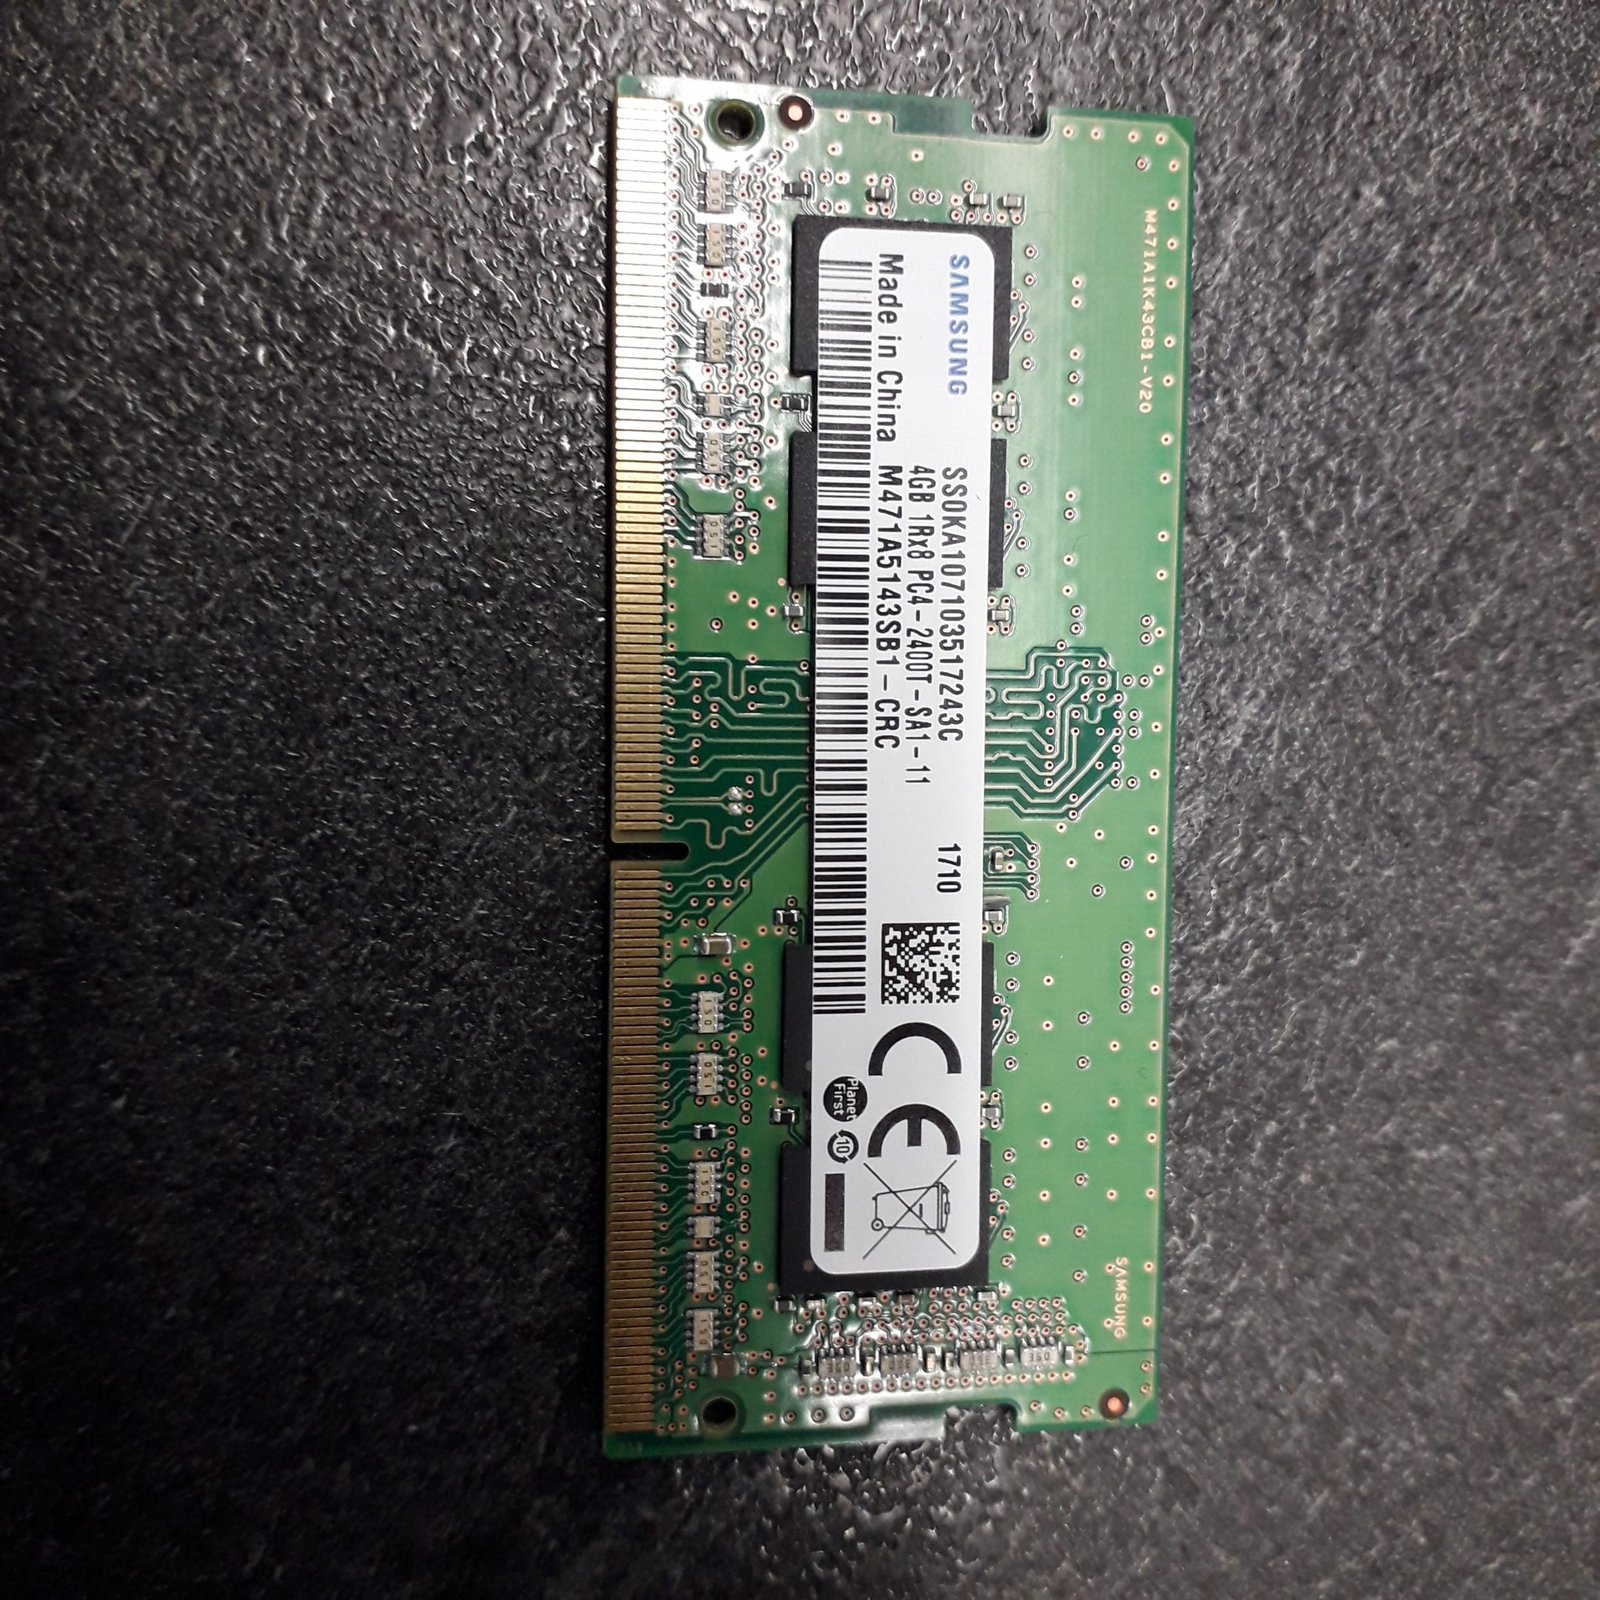 M471A1K43CB1-V20
SAMSUNG
SAMSUNG
SS0KA107103517243C
1710
4GB 1Rx8 PC4-2400T-SA1-11
Made in China M471A5143SB1-CRC
CE
Planet
First
10